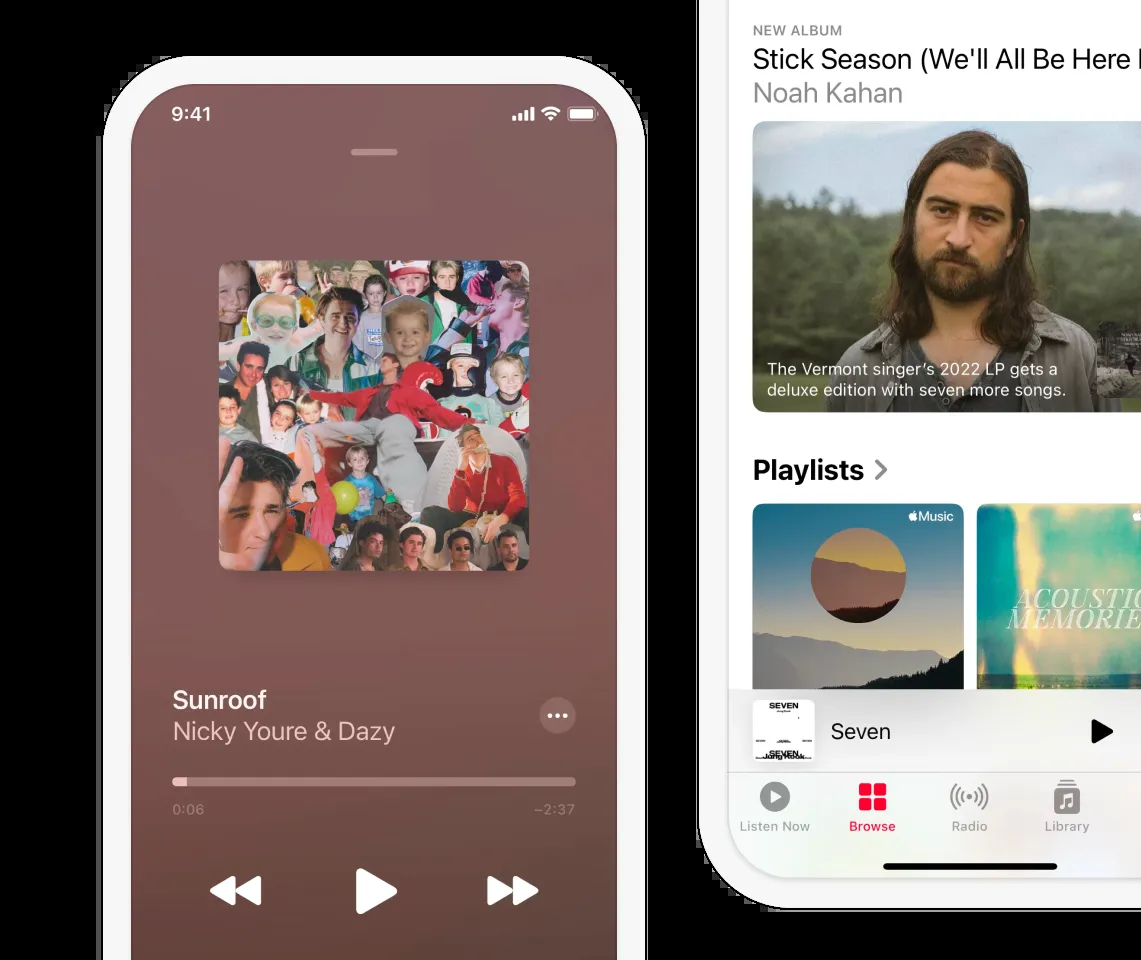 9:41
Sunroof
Nicky Youre & Dazy
0:06
−2:37
NEW ALBUM
Stick Season (We'll All Be Here
Noah Kahan
The Vermont singer's 2022 LP gets a
deluxe edition with seven more songs.
Playlists
Music
ACOUSTIC
MEMORIE
SEVEN
SEVEN
Jung Kook
Seven
Listen Now
Browse
Radio
Library